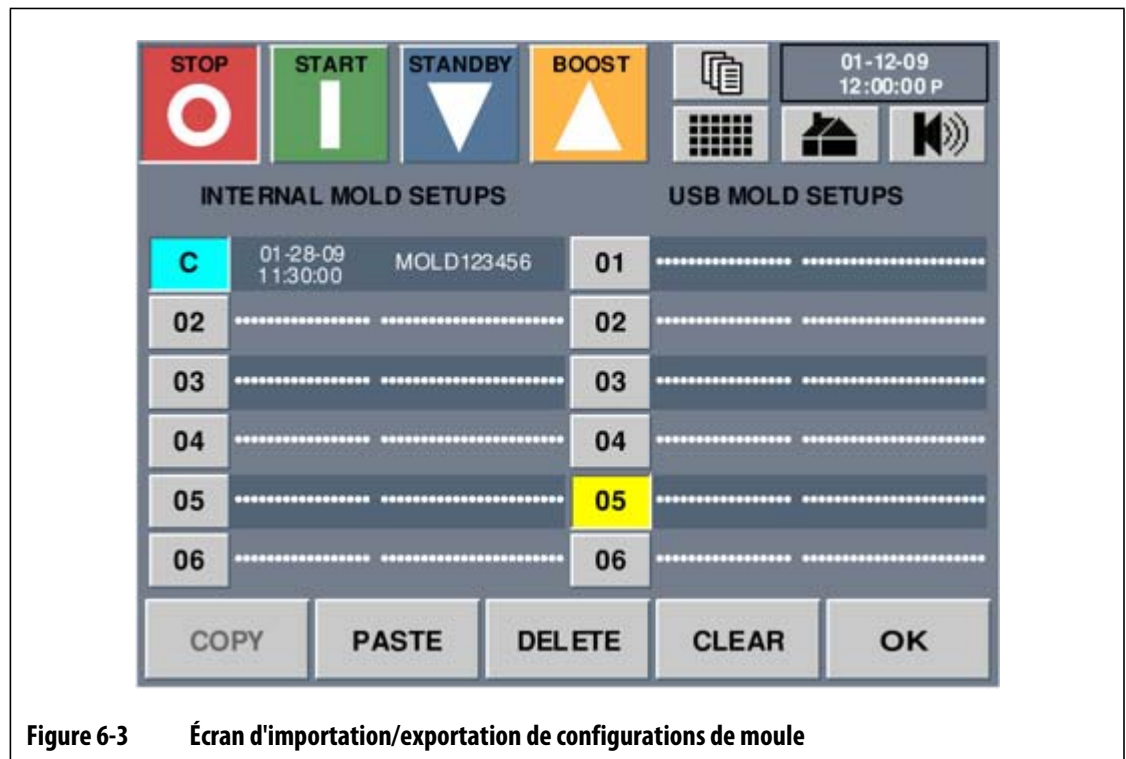 STOP START STANDBY BOOST
01-12-09
12:00:00 P
INTERNAL MOLD SETUPS USB MOLD SETUPS
C 01-28-09 11:30:00 MOLD123456 01
02 02
03 03
04 04
05 05
06 06
COPY PASTE DELETE CLEAR OK
Figure 6-3 Écran d'importation/exportation de configurations de moule